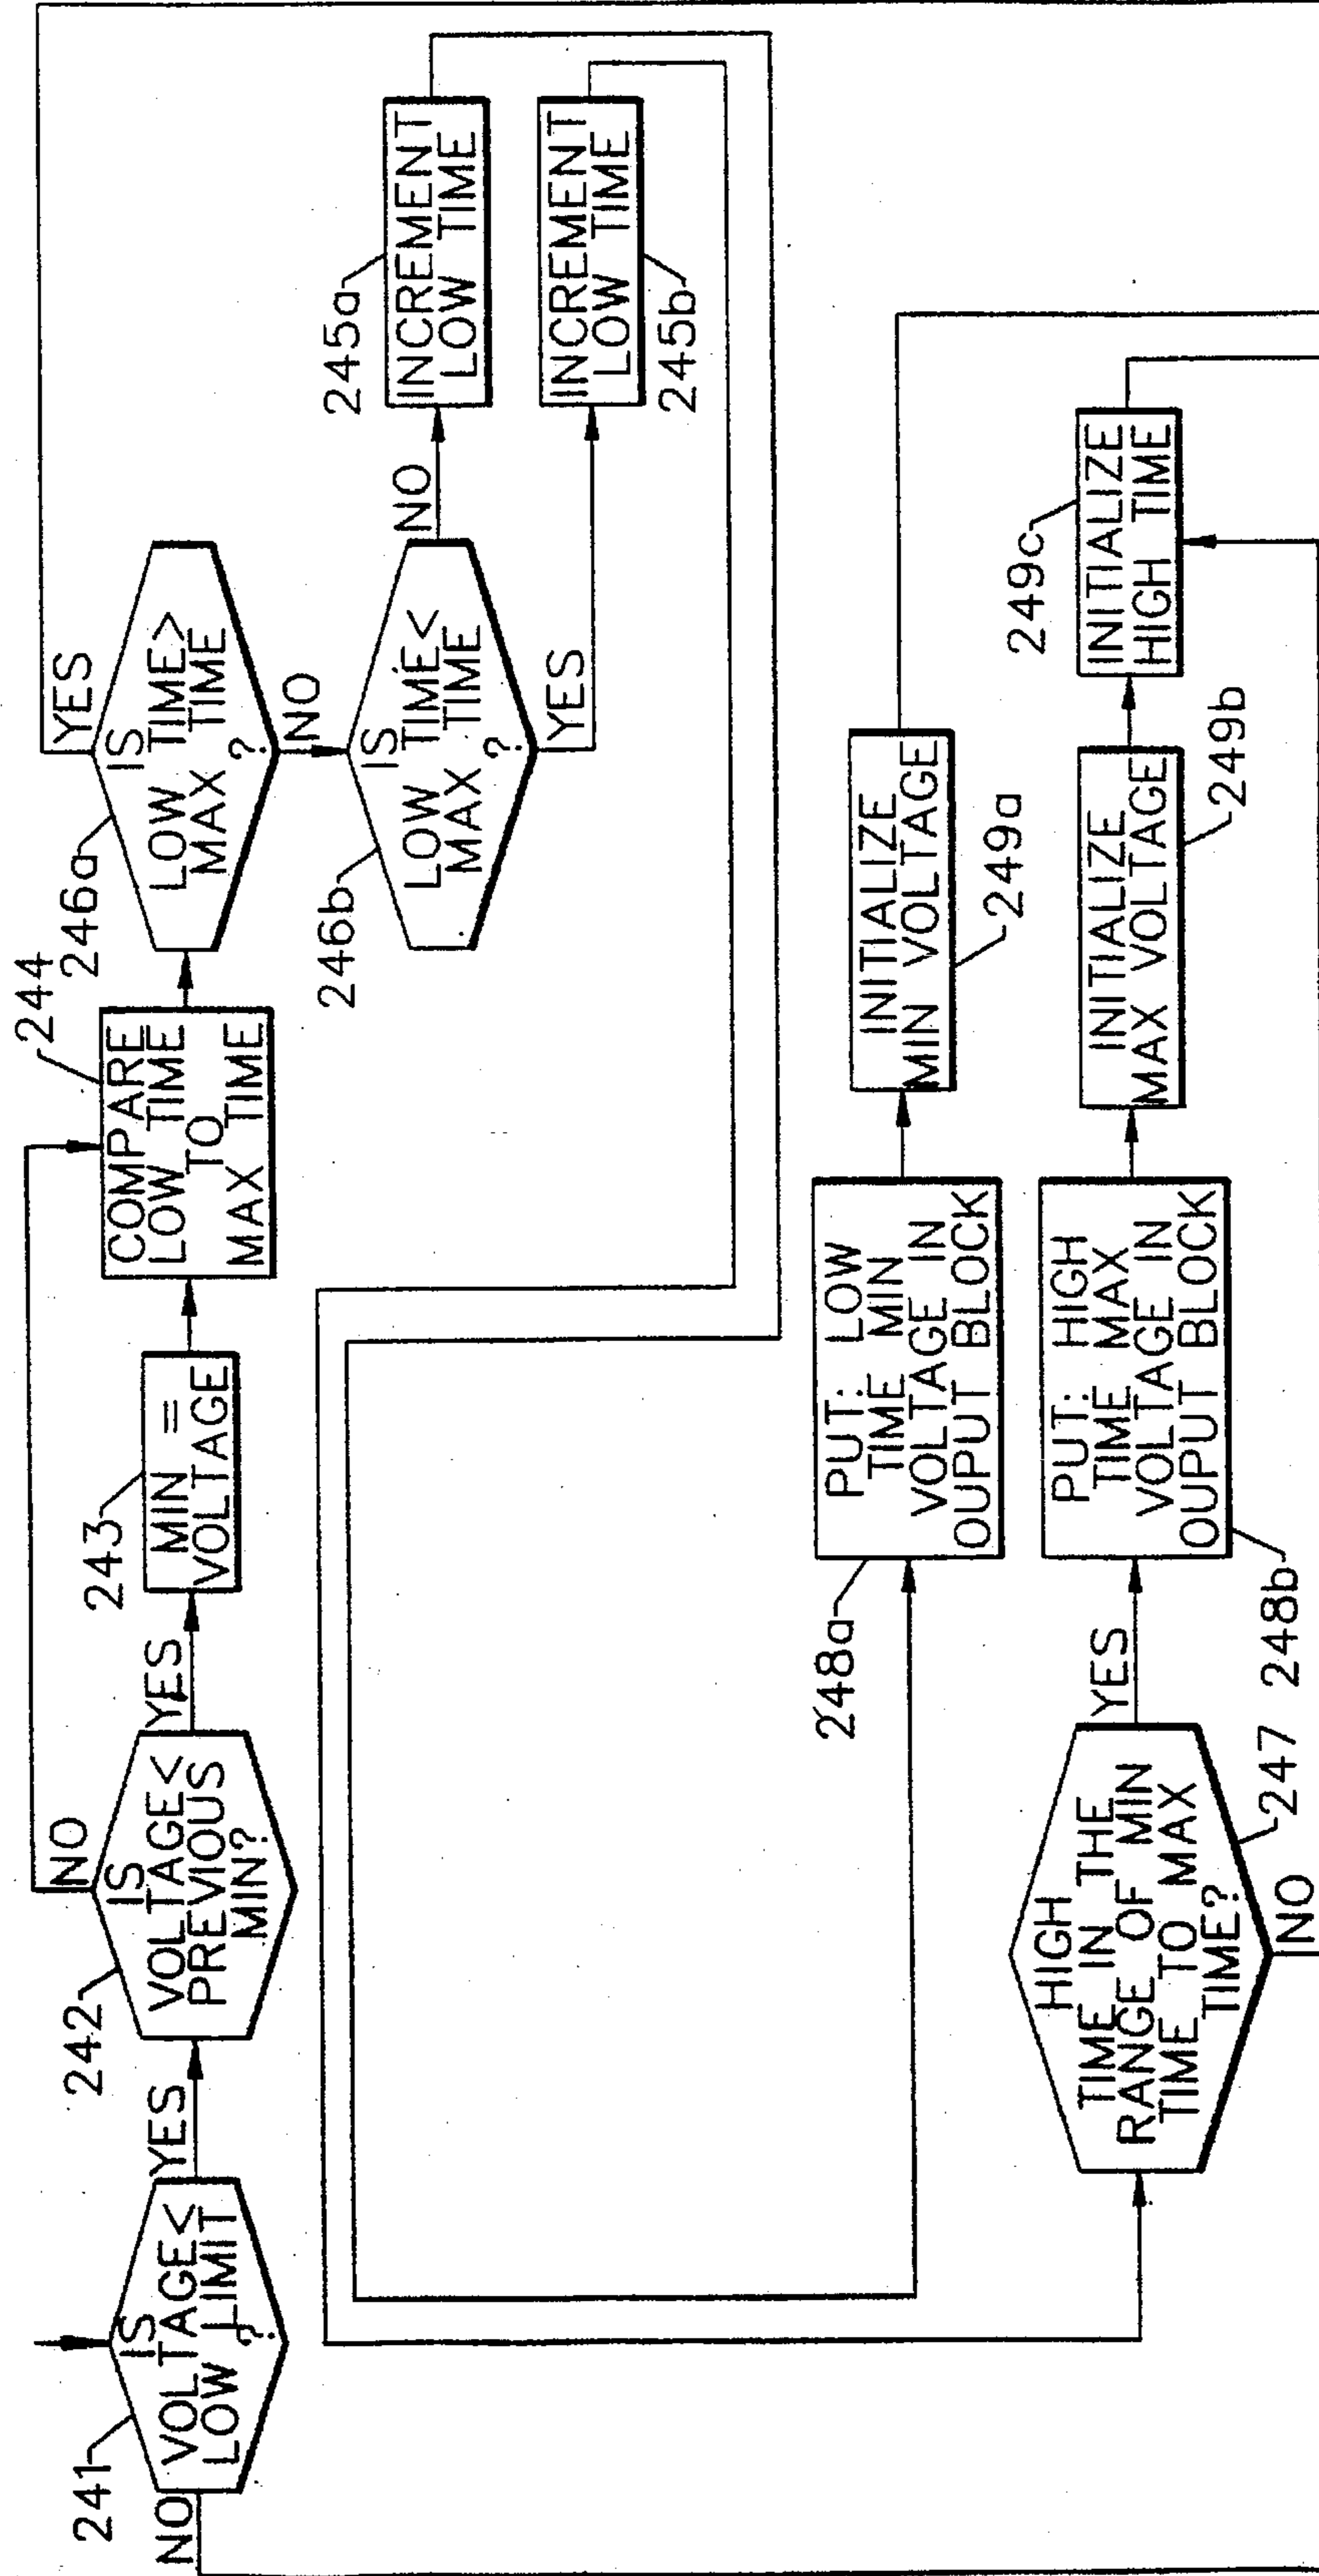 241
NO
IS
VOLTAGE<
LOW LIMIT
?
YES
242
NO
IS
VOLTAGE<
PREVIOUS
MIN?
YES
243
MIN =
VOLTAGE
244
COMPARE
LOW TIME
TO
MAX TIME
246a
YES
IS
LOW TIME>
MAX TIME
?
NO
246b
IS
LOW TIME<
MAX TIME
?
NO
YES
245a
INCREMENT
LOW TIME
INCREMENT
LOW TIME
245b
248a
PUT: LOW
TIME MIN
VOLTAGE IN
OUPUT BLOCK
INITIALIZE
MIN VOLTAGE
249a
HIGH
TIME IN THE
RANGE OF MIN
TIME TO MAX
TIME?
247
NO
YES
PUT: HIGH
TIME MAX
VOLTAGE IN
OUPUT BLOCK
248b
INITIALIZE
MAX VOLTAGE
249b
249c
INITIALIZE
HIGH TIME